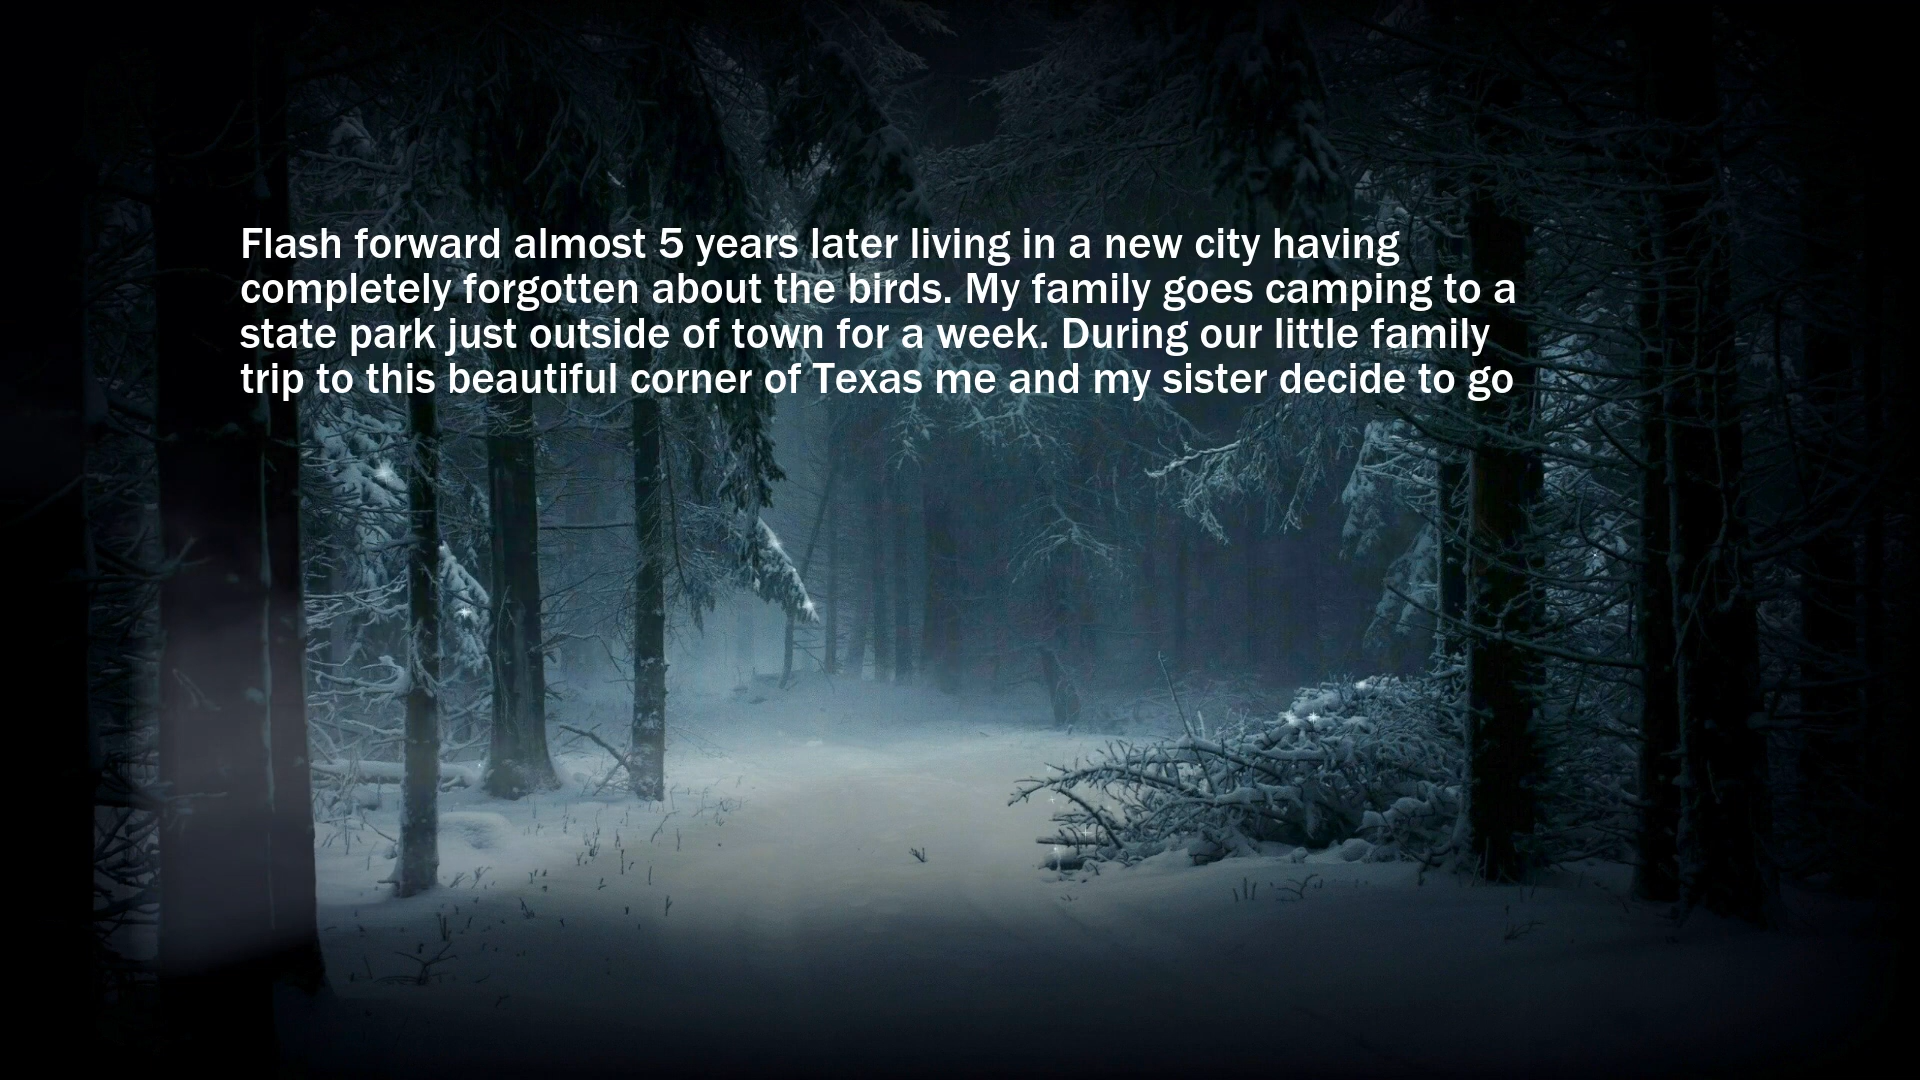 Flash forward almost 5 years later living in a new city having
completely forgotten about the birds. My family goes camping to a
state park just outside of town for a week. During our little family
trip to this beautiful corner of Texas me and my sister decide to go